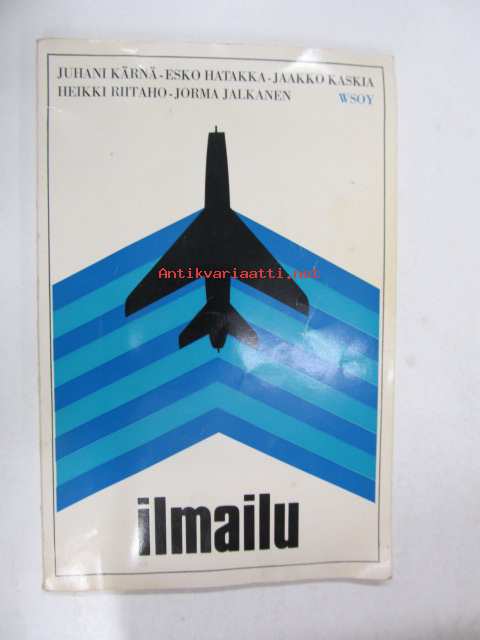 JUHANI KÄRNÄ-ESKO HATAKKA-JAAKKO KASKIA
HEIKKI RIITAHO-JORMA JALKANEN WSOY
Antikvariaatti.net
ilmailu